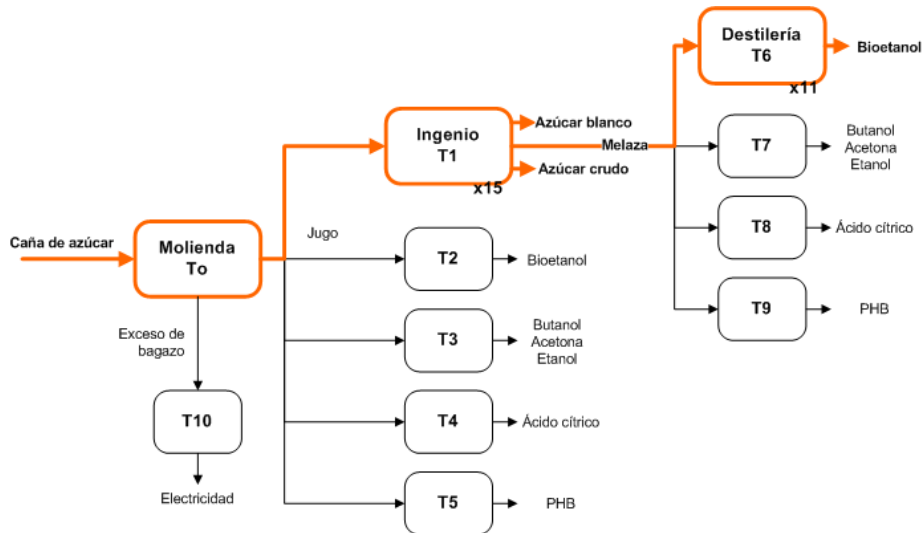 Destilería
T6
x11
Bioetanol
Ingenio
T1
x15
Azúcar blanco
Melaza
Azúcar crudo
T7
Butanol
Acetona
Etanol
T8
Ácido cítrico
T9
PHB
Caña de azúcar
Molienda
To
Jugo
T2
Bioetanol
T3
Butanol
Acetona
Etanol
Exceso de
bagazo
T10
Electricidad
T4
Ácido cítrico
T5
PHB